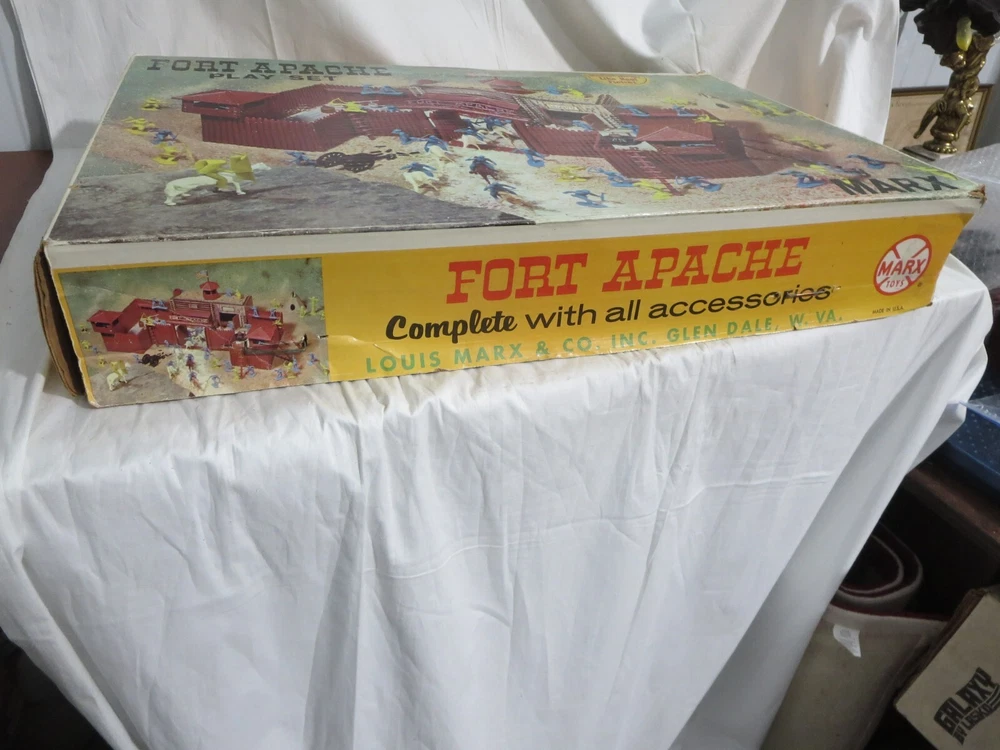 FORT APACHE
PLAY SET
MARX
FORT APACHE
Complete with all accessories
LOUIS MARX & CO. INC. GLEN DALE, W. VA.
MARX
TOYS
MADE IN U.S.A.
GALAXY